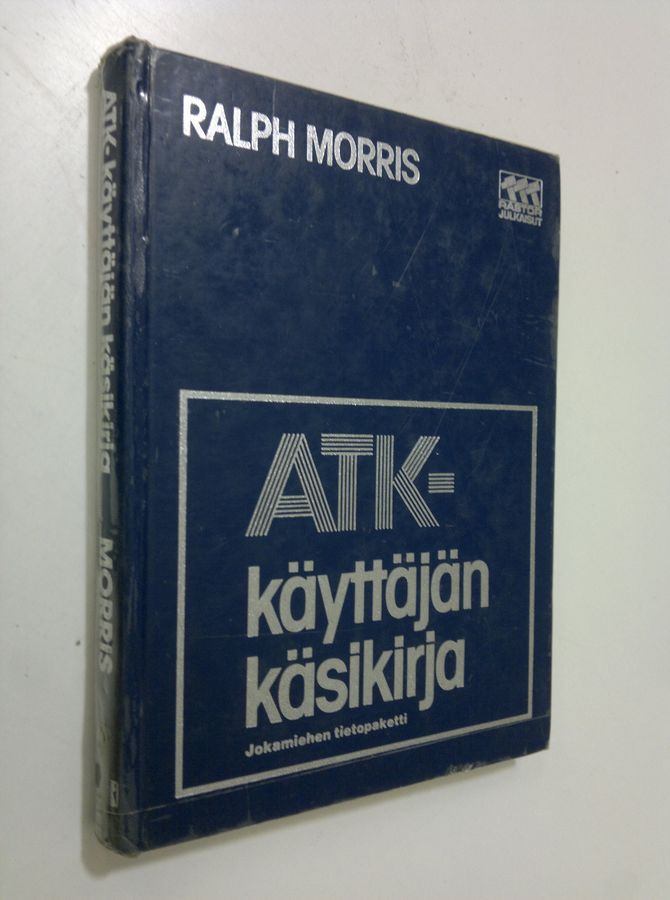 RALPH MORRIS
RASTOR
JULKAISUT
ATK-
käyttäjän
käsikirja
Jokamiehen tietopaketti
ATK-käyttäjän käsikirja MORRIS